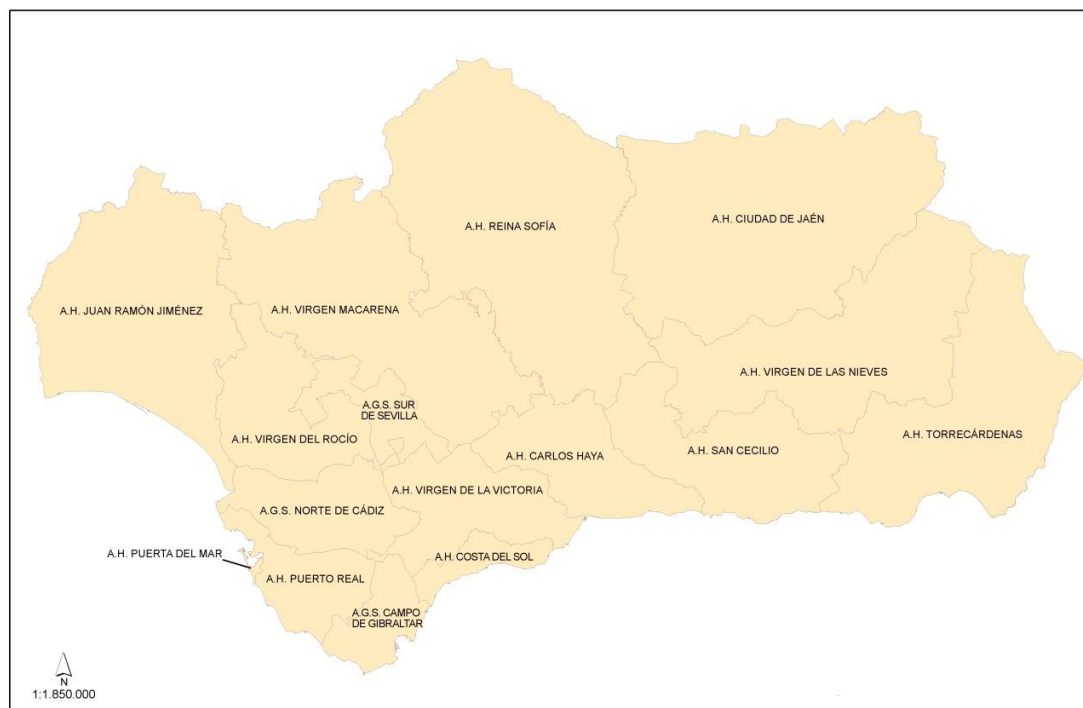 A.H. CIUDAD DE JAÉN
A.H. REINA SOFÍA
A.H. JUAN RAMÓN JIMÉNEZ
A.H. VIRGEN MACARENA
A.H. VIRGEN DE LAS NIEVES
A.G.S. SUR
DE SEVILLA
A.H. VIRGEN DEL ROCÍO
A.H. TORRECÁRDENAS
A.H. SAN CECILIO
A.H. CARLOS HAYA
A.H. VIRGEN DE LA VICTORIA
A.G.S. NORTE DE CÁDIZ
A.H. PUERTA DEL MAR
A.H. COSTA DEL SOL
A.H. PUERTO REAL
A.G.S. CAMPO
DE GIBRALTAR
N
1:1.850.000